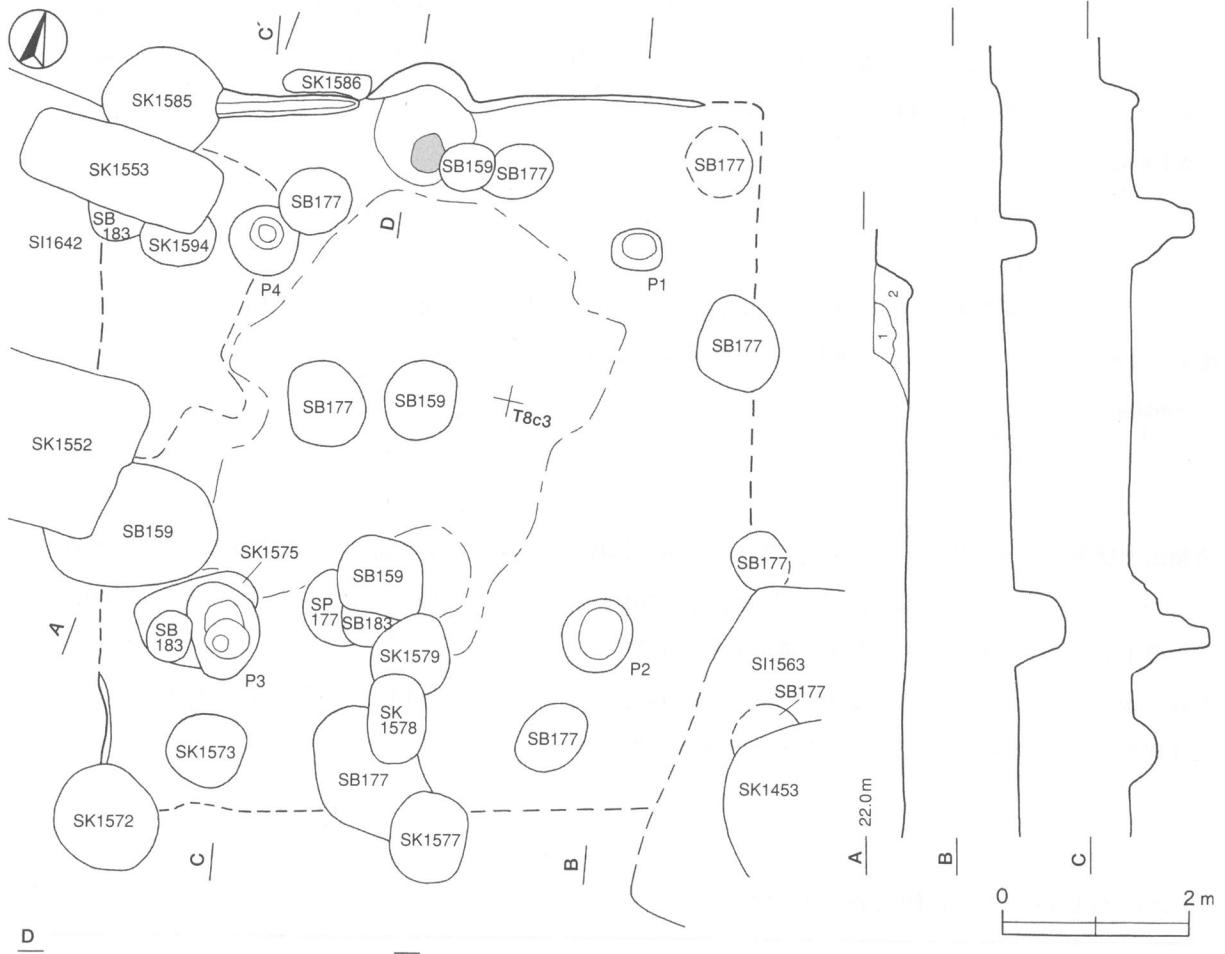 C′
SK1586
SK1585
SB159
SB177
SB177
SK1553
SB177
SB
183
SK1594
SI1642
D
P4
P1
2
1
SB177
SB177
SB159
T8c3
SK1552
SB159
SK1575
SB159
SB177
SP
177
SB183
SB
183
A
SK1579
P3
P2
SI1563
SB177
SK
1578
SK1573
SB177
SB177
SK1453
SK1572
SK1577
C
B
A
22.0m
B
C
0
2 m
D